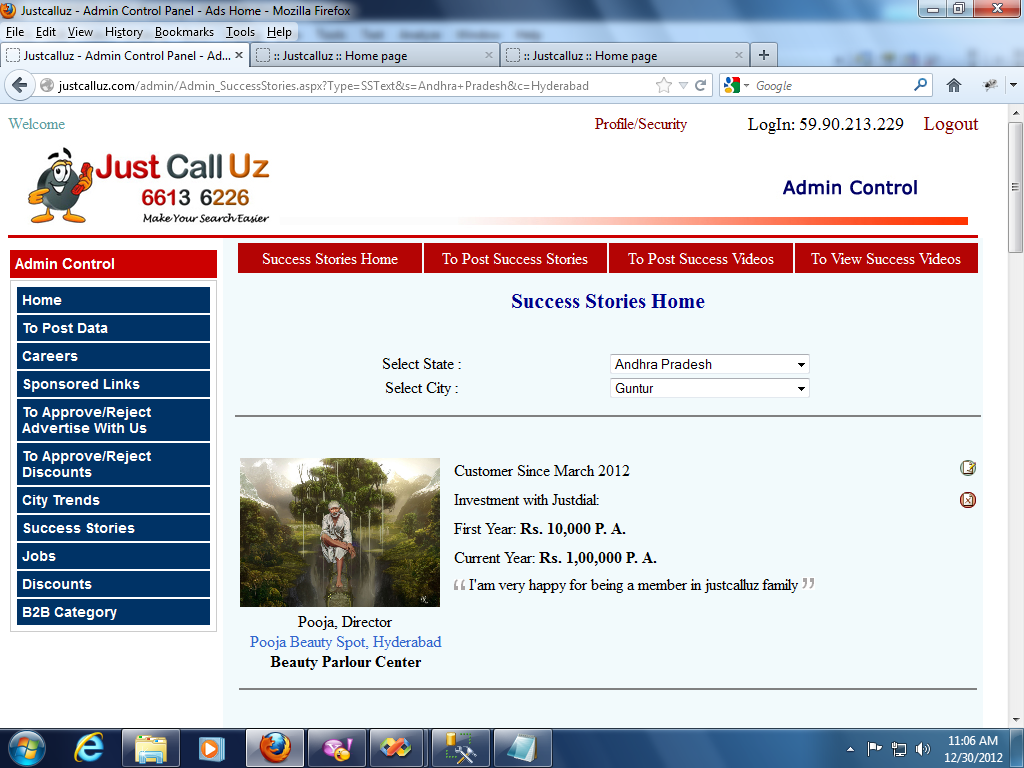 Justcalluz - Admin Control Panel - Ads Home - Mozilla Firefox
File Edit View History Bookmarks Tools Help
Justcalluz - Admin Control Panel - Ad...
:: Justcalluz :: Home page
:: Justcalluz :: Home page
justcalluz.com/admin/Admin_SuccessStories.aspx?Type=SSText&s=Andhra+Pradesh&c=Hyderabad
Google
Welcome
Profile/Security
LogIn: 59.90.213.229
Logout
Just Call Uz
6613 6226
Make Your Search Easier
Admin Control
Admin Control
Home
To Post Data
Careers
Sponsored Links
To Approve/Reject
Advertise With Us
To Approve/Reject
Discounts
City Trends
Success Stories
Jobs
Discounts
B2B Category
Success Stories Home
To Post Success Stories
To Post Success Videos
To View Success Videos
Success Stories Home
Select State :
Andhra Pradesh
Select City :
Guntur
Customer Since March 2012
Investment with Justdial:
First Year: Rs. 10,000 P. A.
Current Year: Rs. 1,00,000 P. A.
“ I'am very happy for being a member in justcalluz family ”
Pooja, Director
Pooja Beauty Spot, Hyderabad
Beauty Parlour Center
11:06 AM
12/30/2012